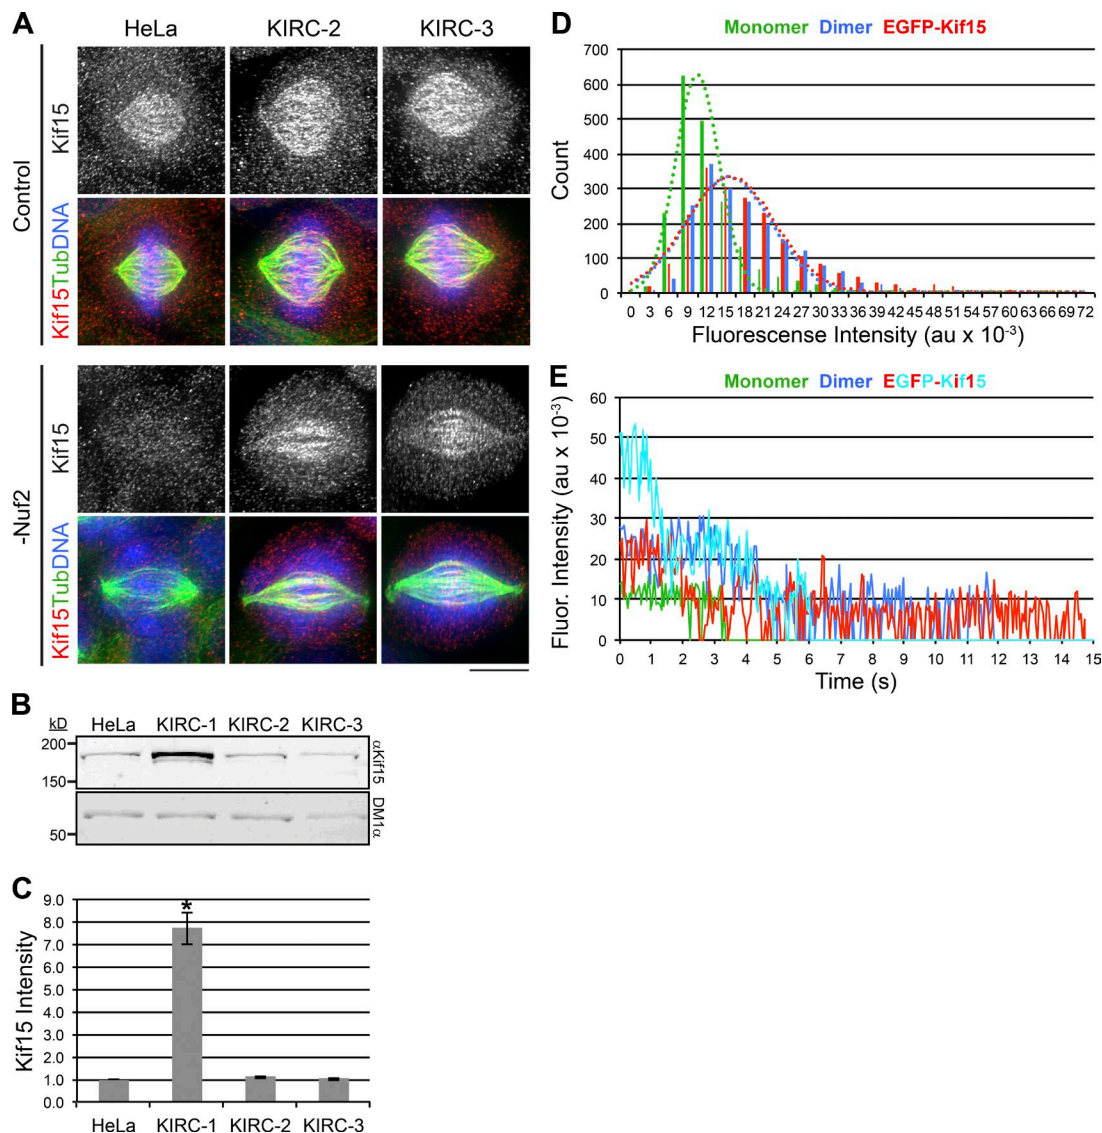 A
HeLa KIRC-2 KIRC-3
Control
Kif15
Kif15TubDNA
-Nuf2
Kif15
Kif15TubDNA
B
kD HeLa KIRC-1 KIRC-2 KIRC-3
200
150
αKif15
50
DM1α
C
Kif15 Intensity
9.0
8.0
7.0
6.0
5.0
4.0
3.0
2.0
1.0
0.0
*
HeLa KIRC-1 KIRC-2 KIRC-3
D
Monomer Dimer EGFP-Kif15
Count
700
600
500
400
300
200
100
0
0 3 6 9 12 15 18 21 24 27 30 33 36 39 42 45 48 51 54 57 60 63 66 69 72
Fluorescense Intensity (au x 10-3)
E
Monomer Dimer EGFP-Kif15
Fluor. Intensity (au x 10-3)
60
50
40
30
20
10
0
0 1 2 3 4 5 6 7 8 9 10 11 12 13 14 15
Time (s)